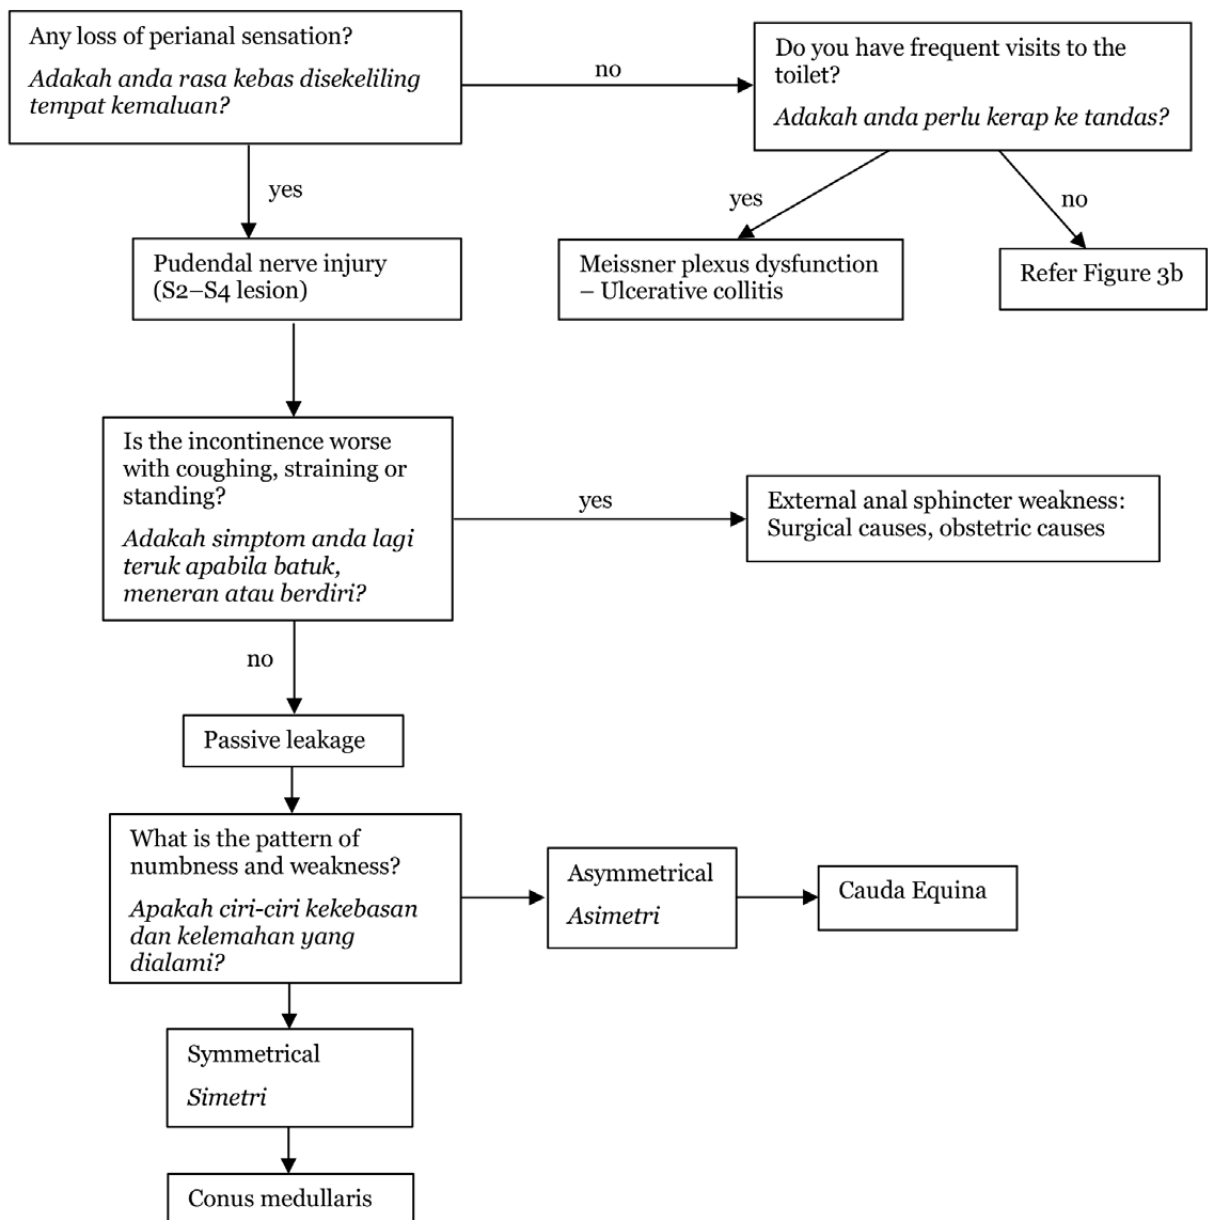 Any loss of perianal sensation?
Adakah anda rasa kebas disekeliling
tempat kemaluan?
no
Do you have frequent visits to the
toilet?
Adakah anda perlu kerap ke tandas?
yes
yes
no
Pudendal nerve injury
(S2–S4 lesion)
Meissner plexus dysfunction
– Ulcerative collitis
Refer Figure 3b
Is the incontinence worse
with coughing, straining or
standing?
Adakah simptom anda lagi
teruk apabila batuk,
meneran atau berdiri?
yes
External anal sphincter weakness:
Surgical causes, obstetric causes
no
Passive leakage
What is the pattern of
numbness and weakness?
Apakah ciri-ciri kekebasan
dan kelemahan yang
dialami?
Asymmetrical
Asimetri
Cauda Equina
Symmetrical
Simetri
Conus medullaris